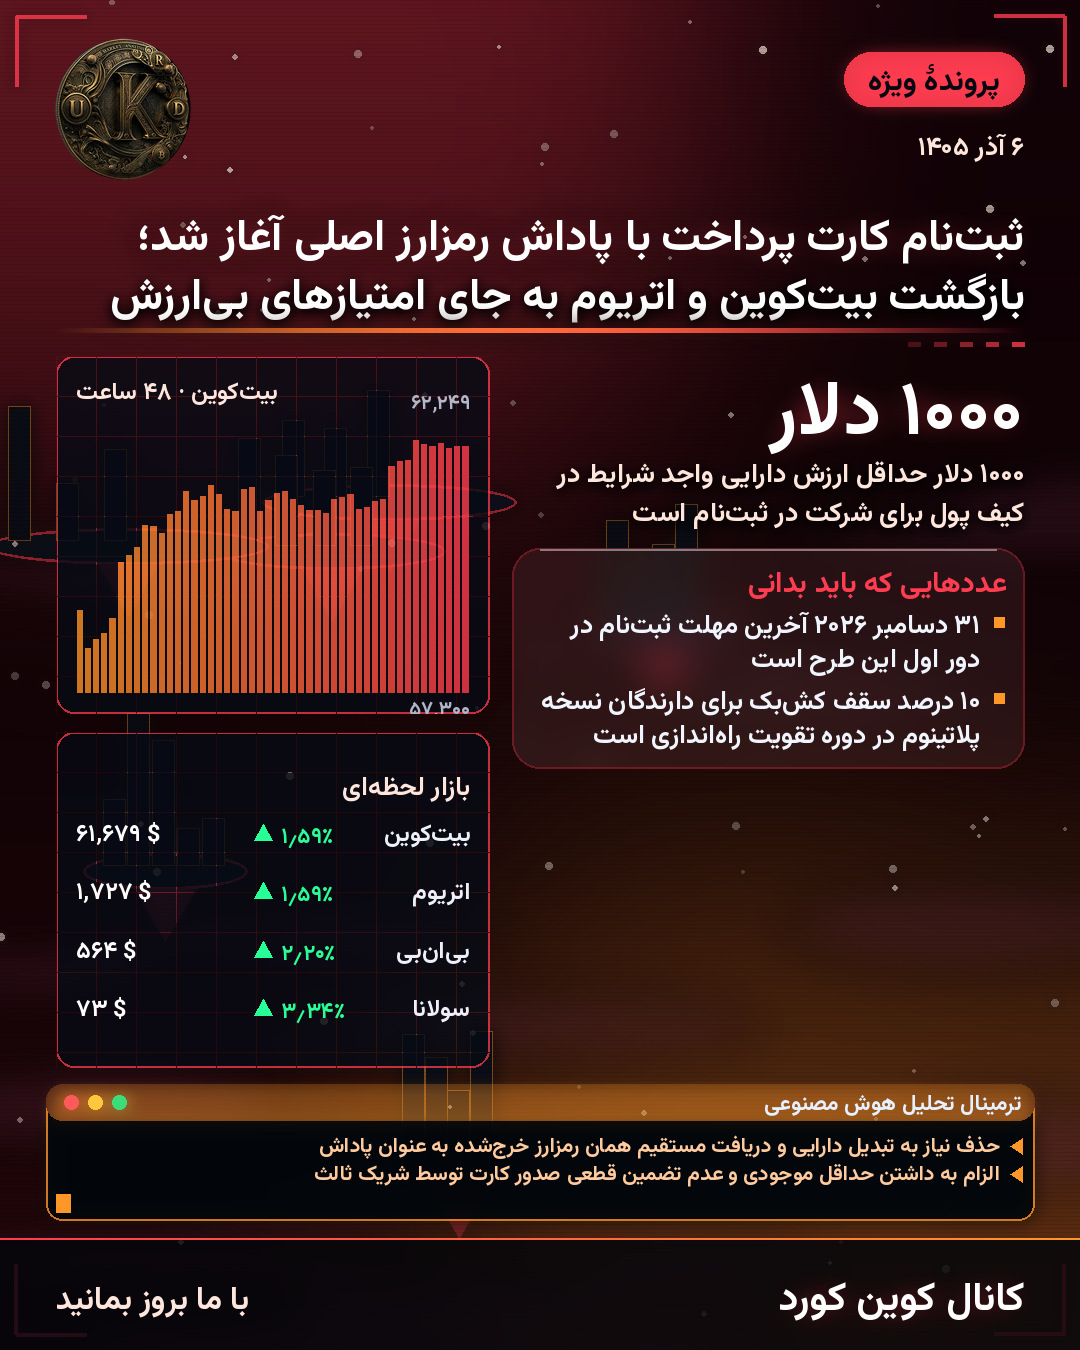 پروندهٔ ویژه
۶ آذر ۱۴۰۵
ثبت‌نام کارت پرداخت با پاداش رمزارز اصلی آغاز شد؛
بازگشت بیت‌کوین و اتریوم به جای امتیازهای بی‌ارزش
۱۰۰۰ دلار
۱۰۰۰ دلار حداقل ارزش دارایی واجد شرایط در
کیف پول برای شرکت در ثبت‌نام است
عددهایی که باید بدانی
۳۱ دسامبر ۲۰۲۶ آخرین مهلت ثبت‌نام در
دور اول این طرح است
۱۰ درصد سقف کش‌بک برای دارندگان نسخه
پلاتینوم در دوره تقویت راه‌اندازی است
بیت‌کوین · ۴۸ ساعت
۶۲,۲۴۹
۵۷,۳۰۰
بازار لحظه‌ای
بیت‌کوین ▲ ۱٫۵۹٪ ۶۱,۶۷۹ $
اتریوم ▲ ۱٫۵۹٪ ۱,۷۲۷ $
بی‌ان‌بی ▲ ۲٫۲۰٪ ۵۶۴ $
سولانا ▲ ۳٫۳۴٪ ۷۳ $
ترمینال تحلیل هوش مصنوعی
حذف نیاز به تبدیل دارایی و دریافت مستقیم همان رمزارز خرج‌شده به عنوان پاداش
الزام به داشتن حداقل موجودی و عدم تضمین قطعی صدور کارت توسط شریک ثالث
کانال کوین کورد
با ما بروز بمانید